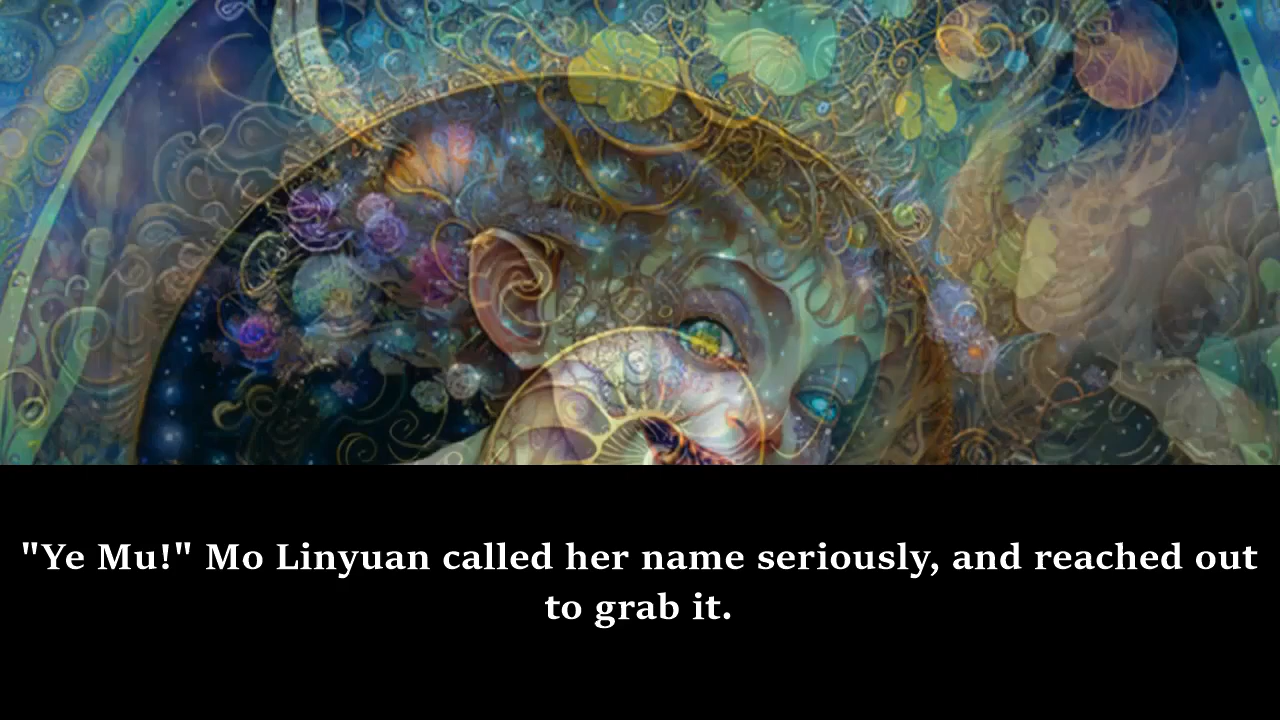 "Ye Mu!" Mo Linyuan called her name seriously, and reached out
to grab it.